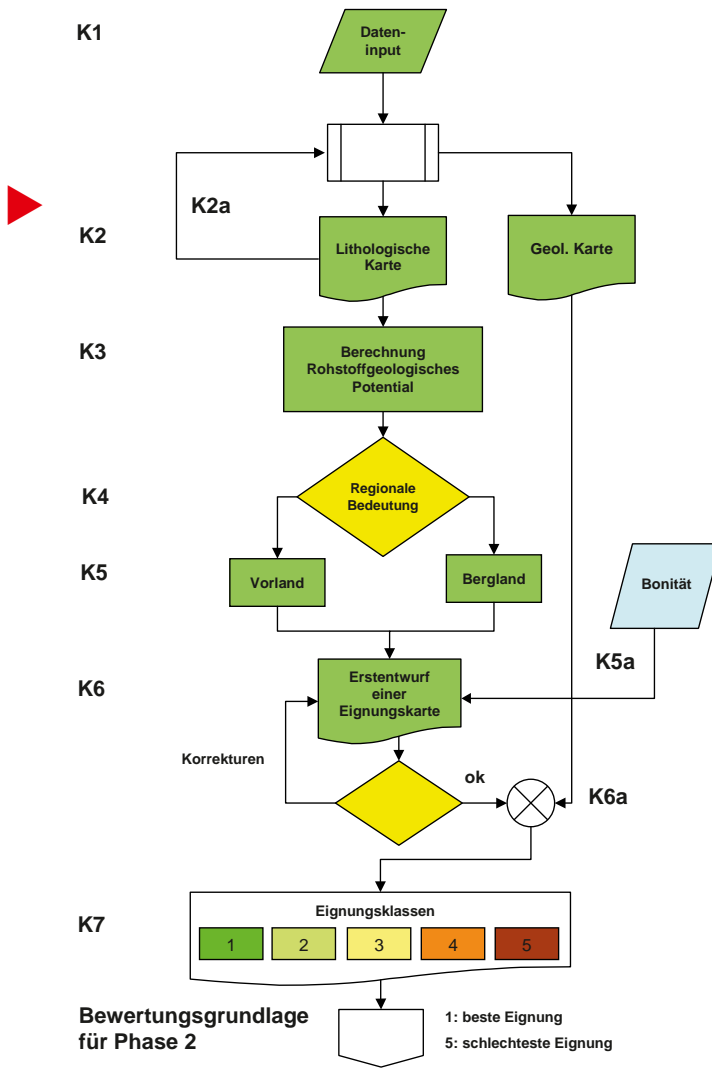 K1
Daten-
input
K2a
K2
Lithologische
Karte
Geol. Karte
K3
Berechnung
Rohstoffgeologisches
Potential
K4
Regionale
Bedeutung
K5
Vorland
Bergland
Bonität
K5a
K6
Erstentwurf
einer
Eignungskarte
Korrekturen
ok
K6a
K7
Eignungsklassen
1 2 3 4 5
Bewertungsgrundlage
für Phase 2
1: beste Eignung
5: schlechteste Eignung